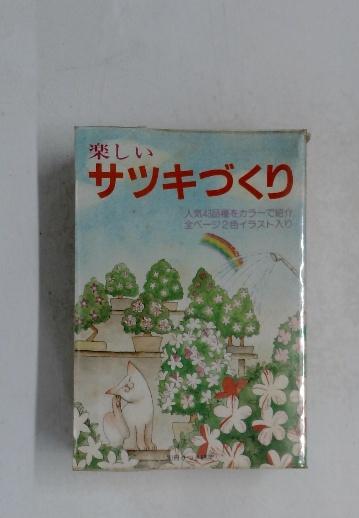 楽しい
サツキづくり
人気43品種をカラーで紹介
全ページ2色イラスト入り